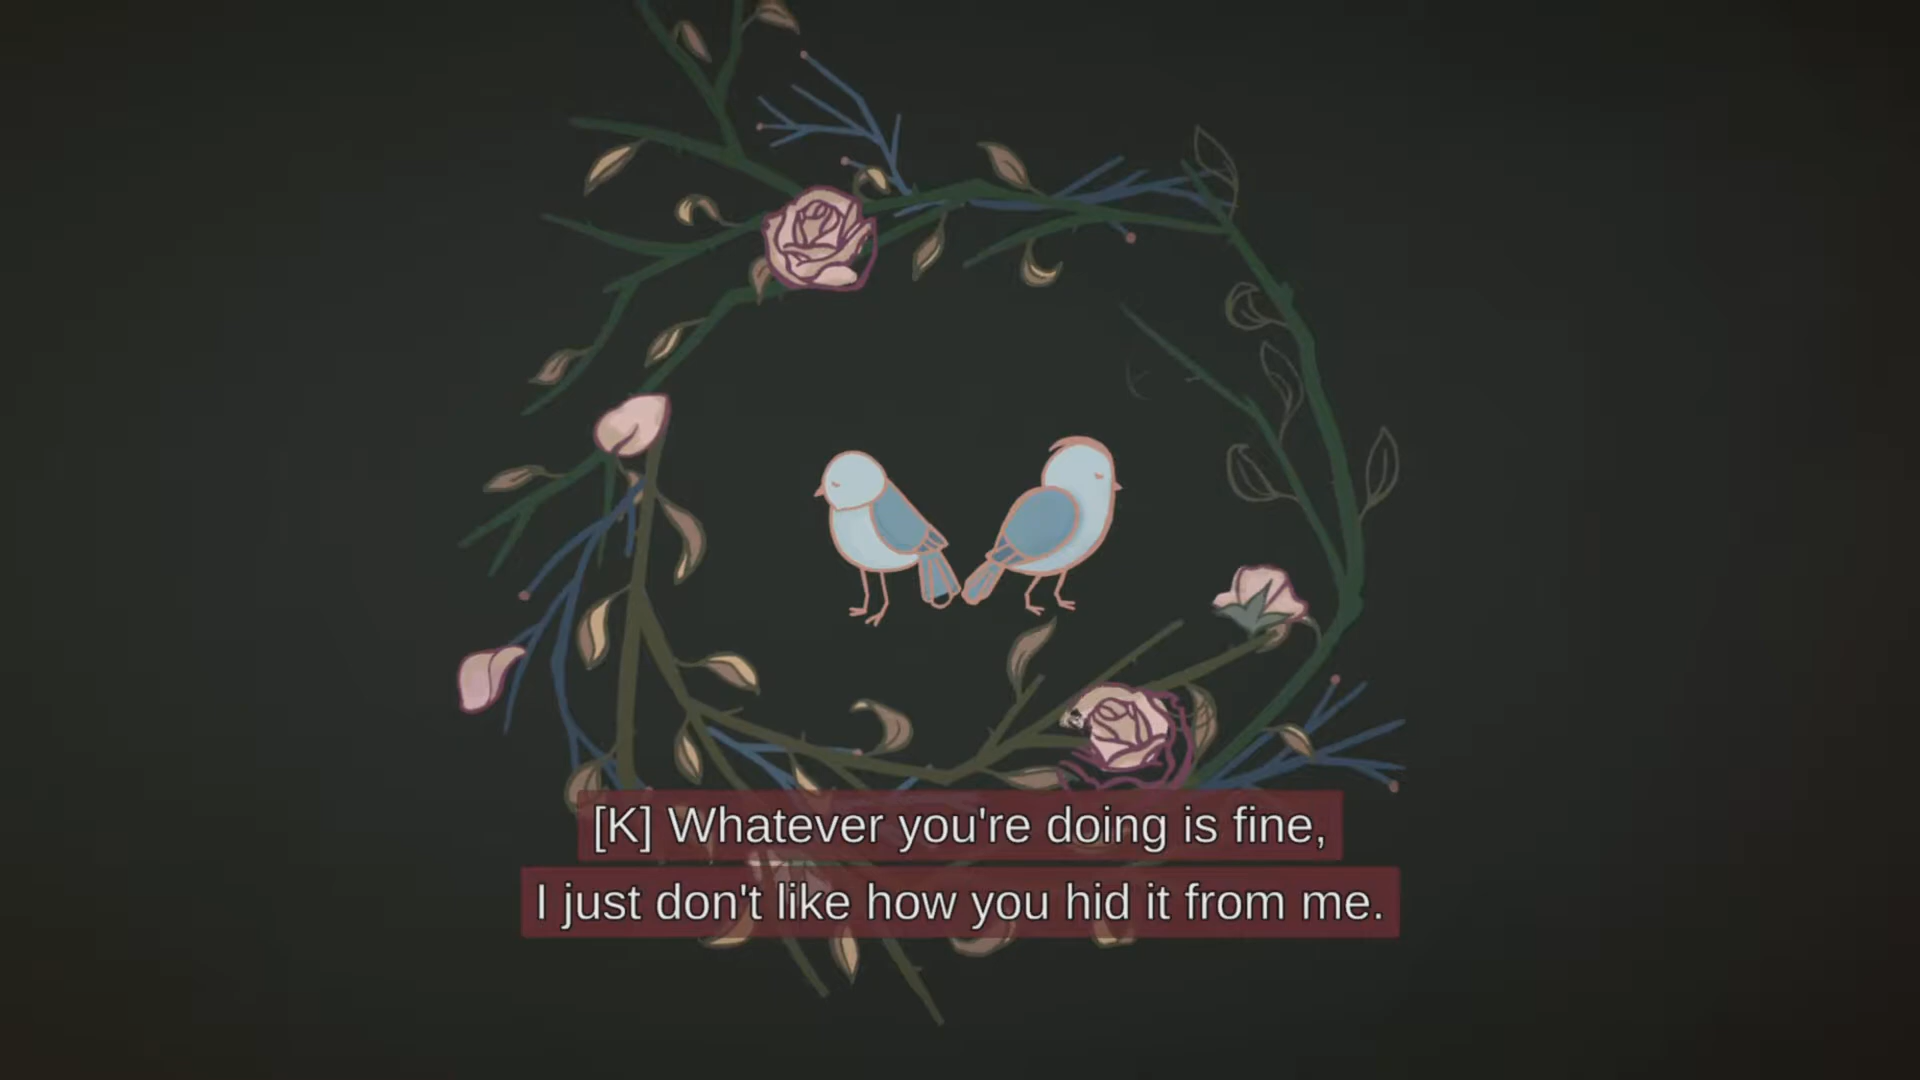 [K] Whatever you're doing is fine,
I just don't like how you hid it from me.